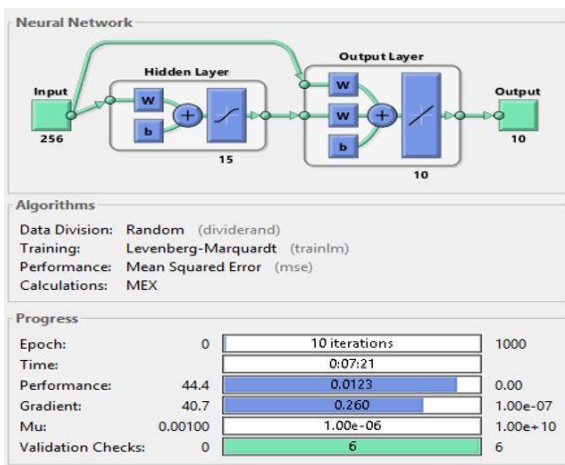 Neural Network
Hidden Layer
Output Layer
Input
W
b
W
W
b
Output
256
15
10
10
Algorithms
Data Division: Random (dividerand)
Training: Levenberg-Marquardt (trainlm)
Performance: Mean Squared Error (mse)
Calculations: MEX
Progress
Epoch: 0 10 iterations 1000
Time: 0:07:21
Performance: 44.4 0.0123 0.00
Gradient: 40.7 0.260 1.00e-07
Mu: 0.00100 1.00e-06 1.00e+10
Validation Checks: 0 6 6